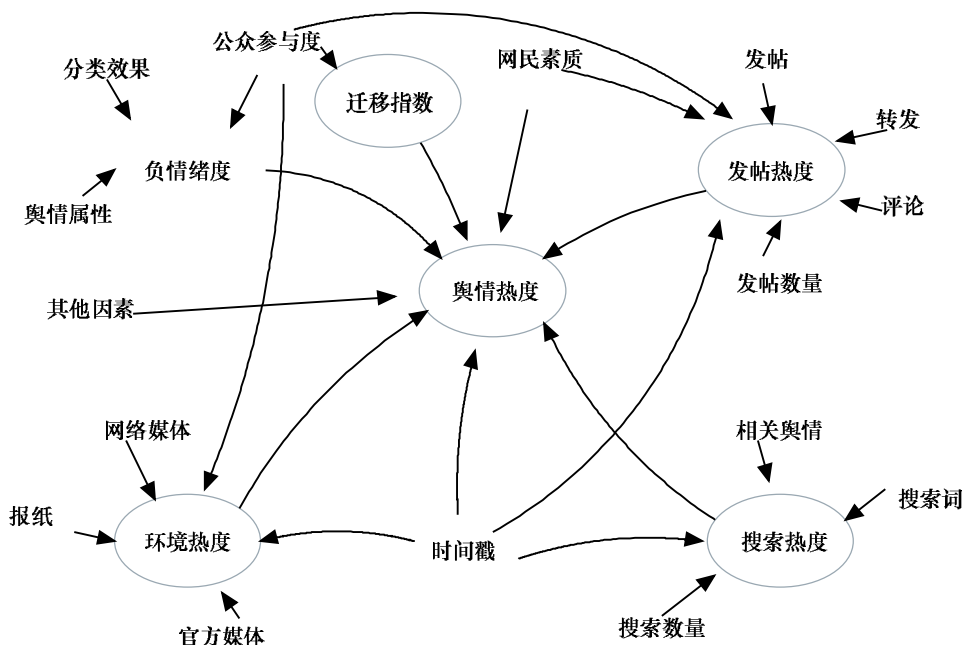 公众参与度
网民素质
发帖
分类效果
迁移指数
转发
负情绪度
发帖热度
舆情属性
评论
发帖数量
舆情热度
其他因素
网络媒体
相关舆情
搜索词
报纸
环境热度
时间戳
搜索热度
官方媒体
搜索数量